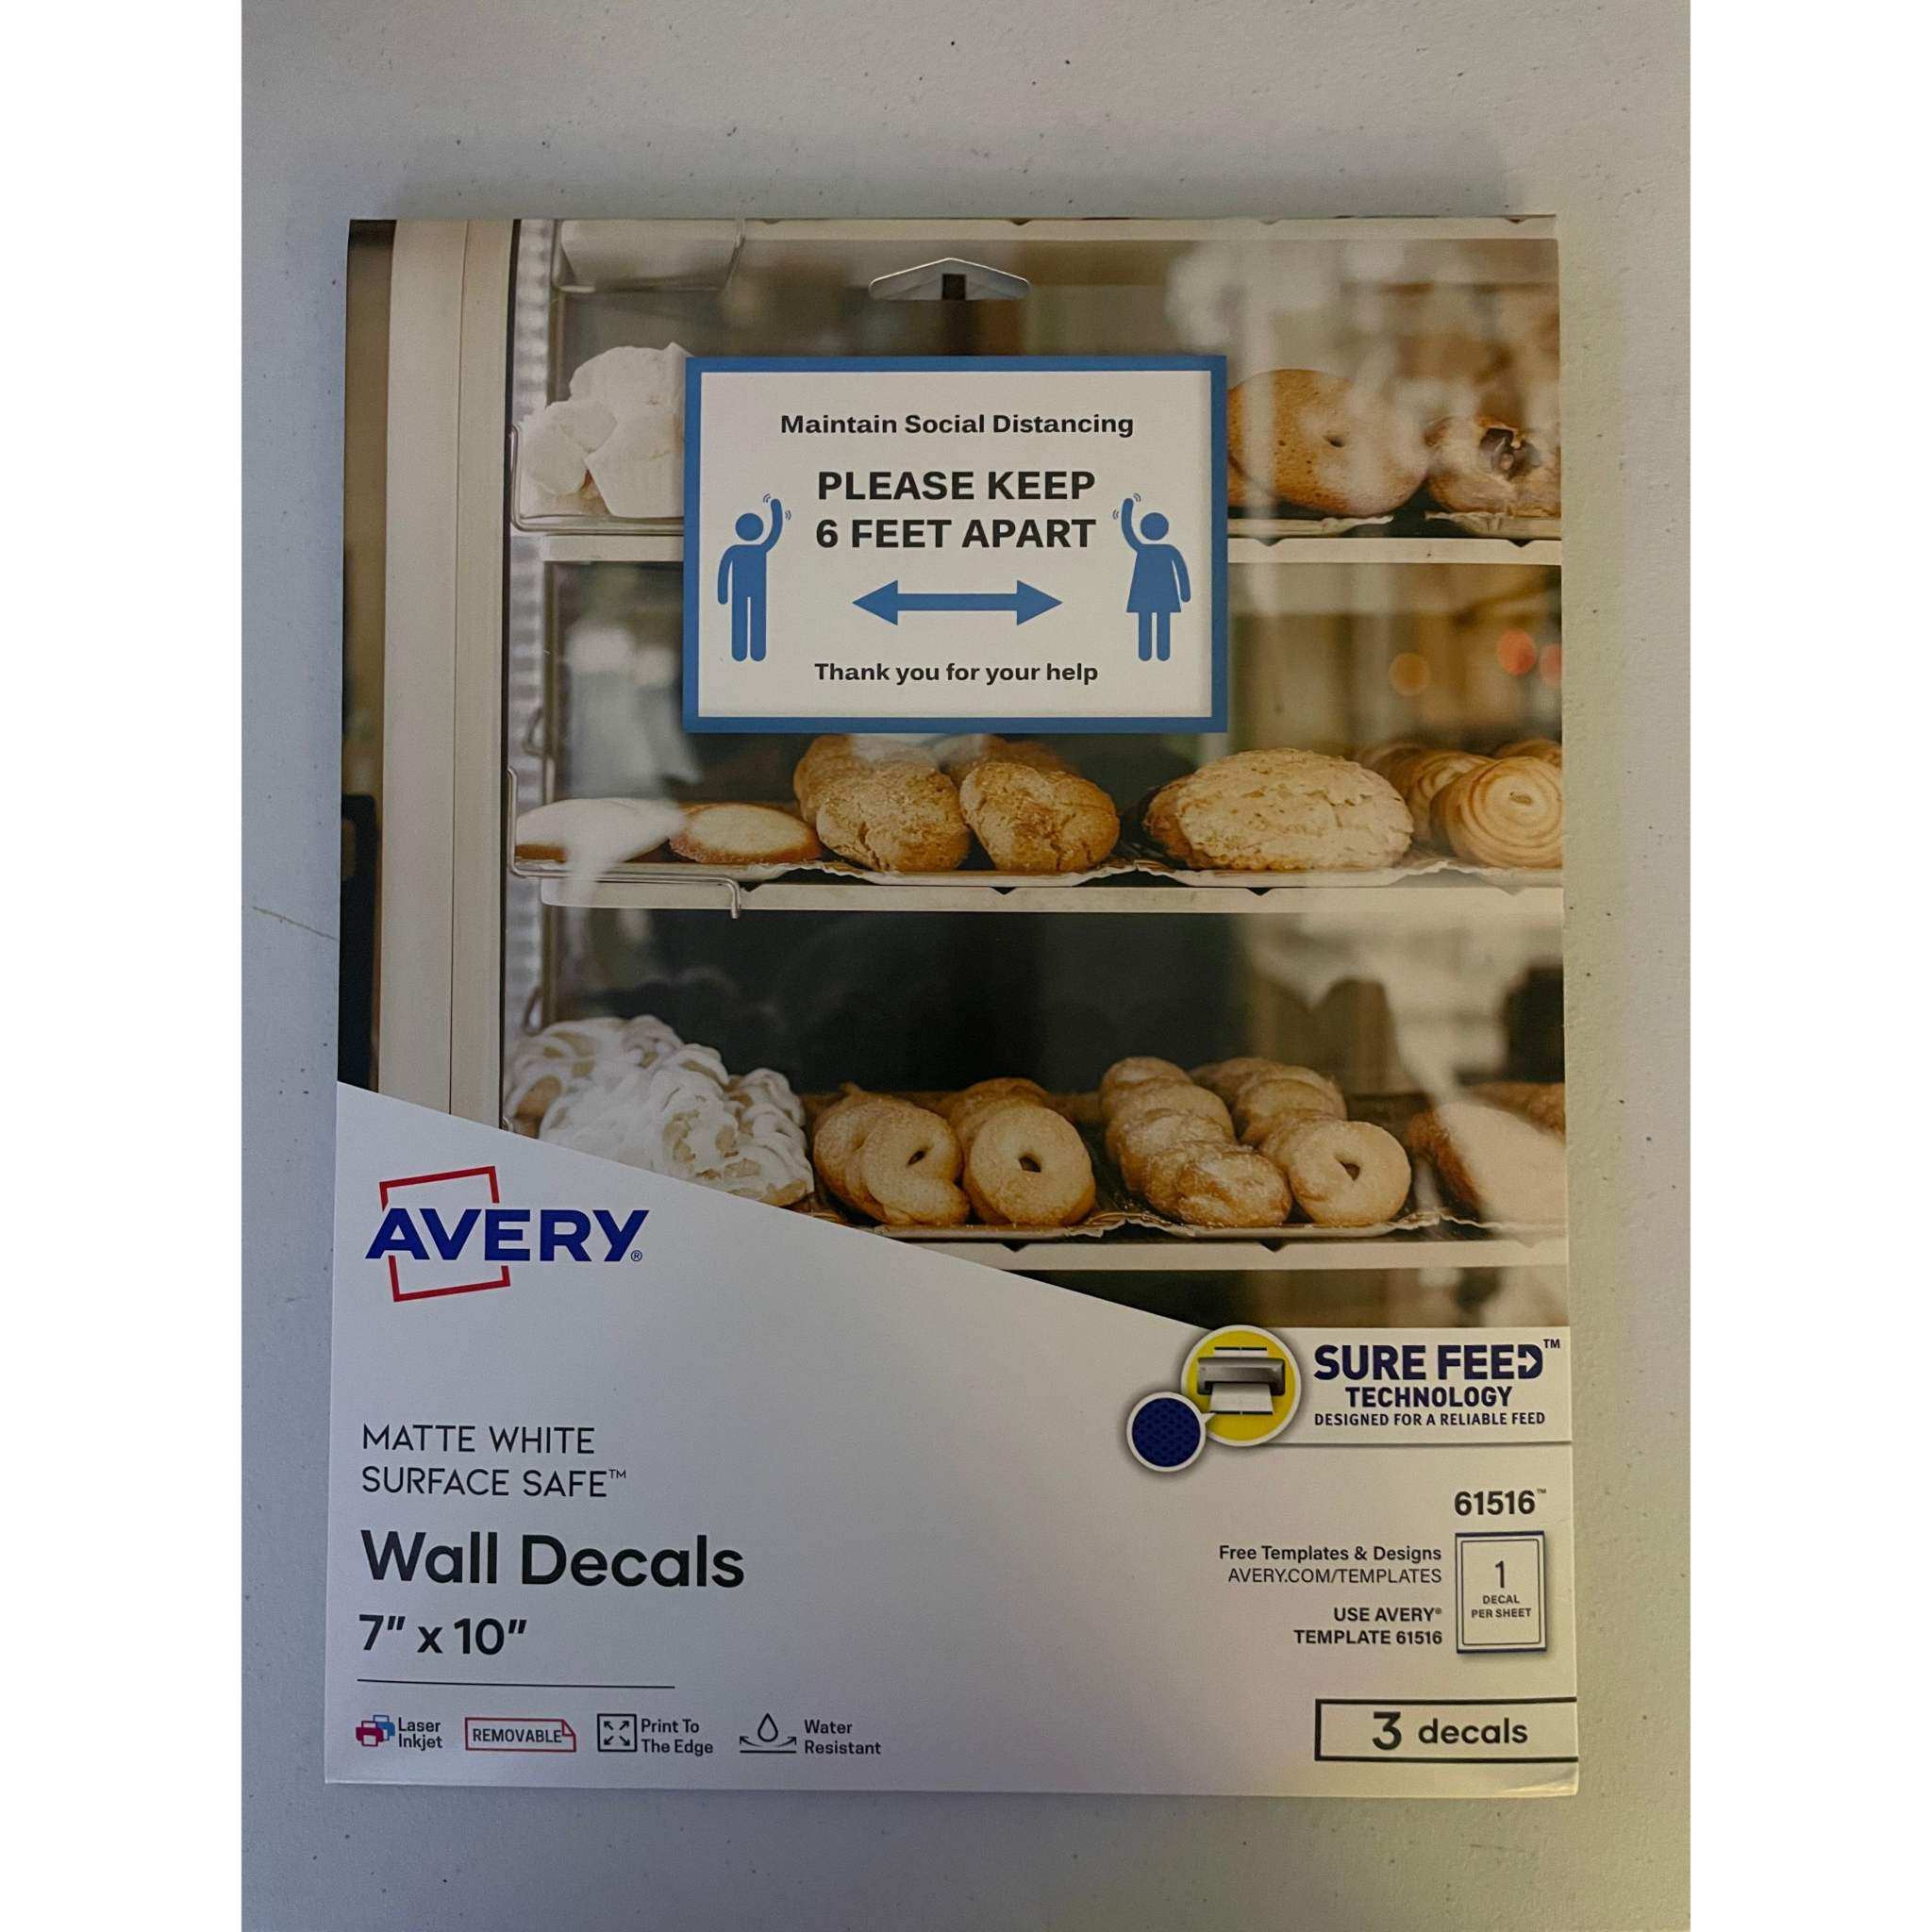 Maintain Social Distancing
PLEASE KEEP
6 FEET APART
Thank you for your help
AVERY®
SURE FEED™
TECHNOLOGY
DESIGNED FOR A RELIABLE FEED
MATTE WHITE
SURFACE SAFE™
Wall Decals
7" x 10"
61516™
Free Templates & Designs
AVERY.COM/TEMPLATES
USE AVERY®
TEMPLATE 61516
1
DECAL
PER SHEET
Laser
Inkjet
REMOVABLE
Print To
The Edge
Water
Resistant
3 decals